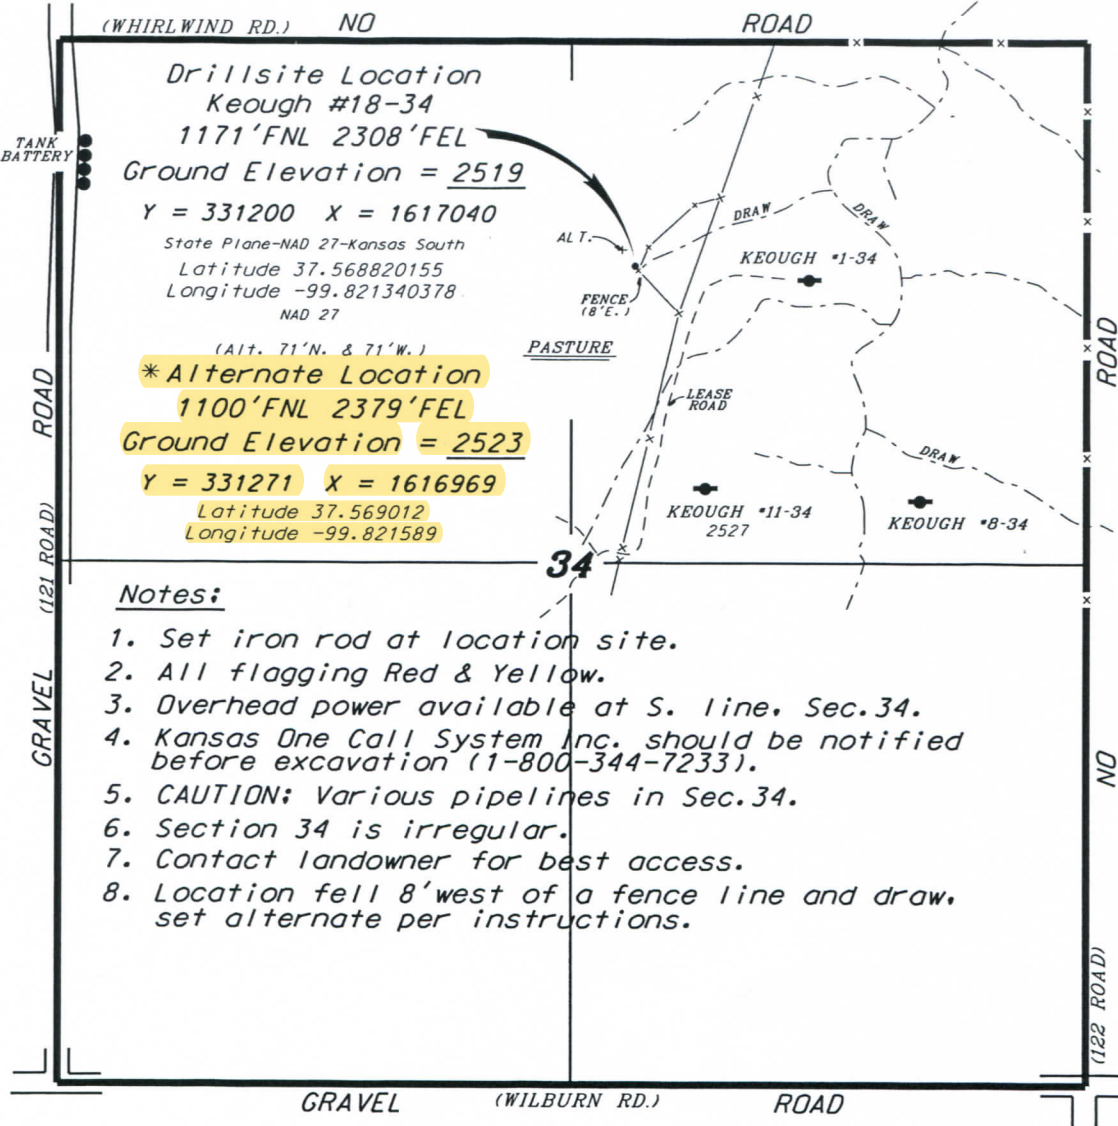 (WHIRLWIND RD.) NO ROAD
Drillsite Location
Keough #18-34
1171'FNL 2308'FEL
TANK
BATTERY
Ground Elevation = 2519
Y = 331200 X = 1617040
State Plane-NAD 27-Kansas South
Latitude 37.568820155
Longitude -99.821340378
NAD 27
(Alt. 71'N. & 71'W.)
*Alternate Location
1100'FNL 2379'FEL
Ground Elevation = 2523
Y = 331271 X = 1616969
Latitude 37.569012
Longitude -99.821589
ALT.
FENCE
(8'E.)
PASTURE
DRAW
DRAW
KEOUGH #1-34
LEASE
ROAD
DRAW
KEOUGH #11-34
2527
KEOUGH #8-34
ROAD
ROAD
(121 ROAD)
34
Notes:
1. Set iron rod at location site.
2. All flagging Red & Yellow.
3. Overhead power available at S. line, Sec.34.
4. Kansas One Call System Inc. should be notified
before excavation (1-800-344-7233).
5. CAUTION: Various pipelines in Sec.34.
6. Section 34 is irregular.
7. Contact landowner for best access.
8. Location fell 8'west of a fence line and draw,
set alternate per instructions.
GRAVEL
NO
(122 ROAD)
GRAVEL (WILBURN RD.) ROAD